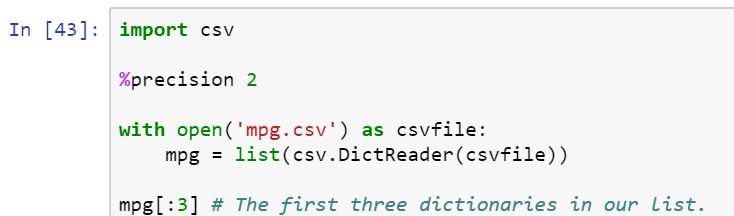 In [43]: import csv
%precision 2
with open('mpg.csv') as csvfile:
    mpg = list(csv.DictReader(csvfile))
mpg[:3] # The first three dictionaries in our list.